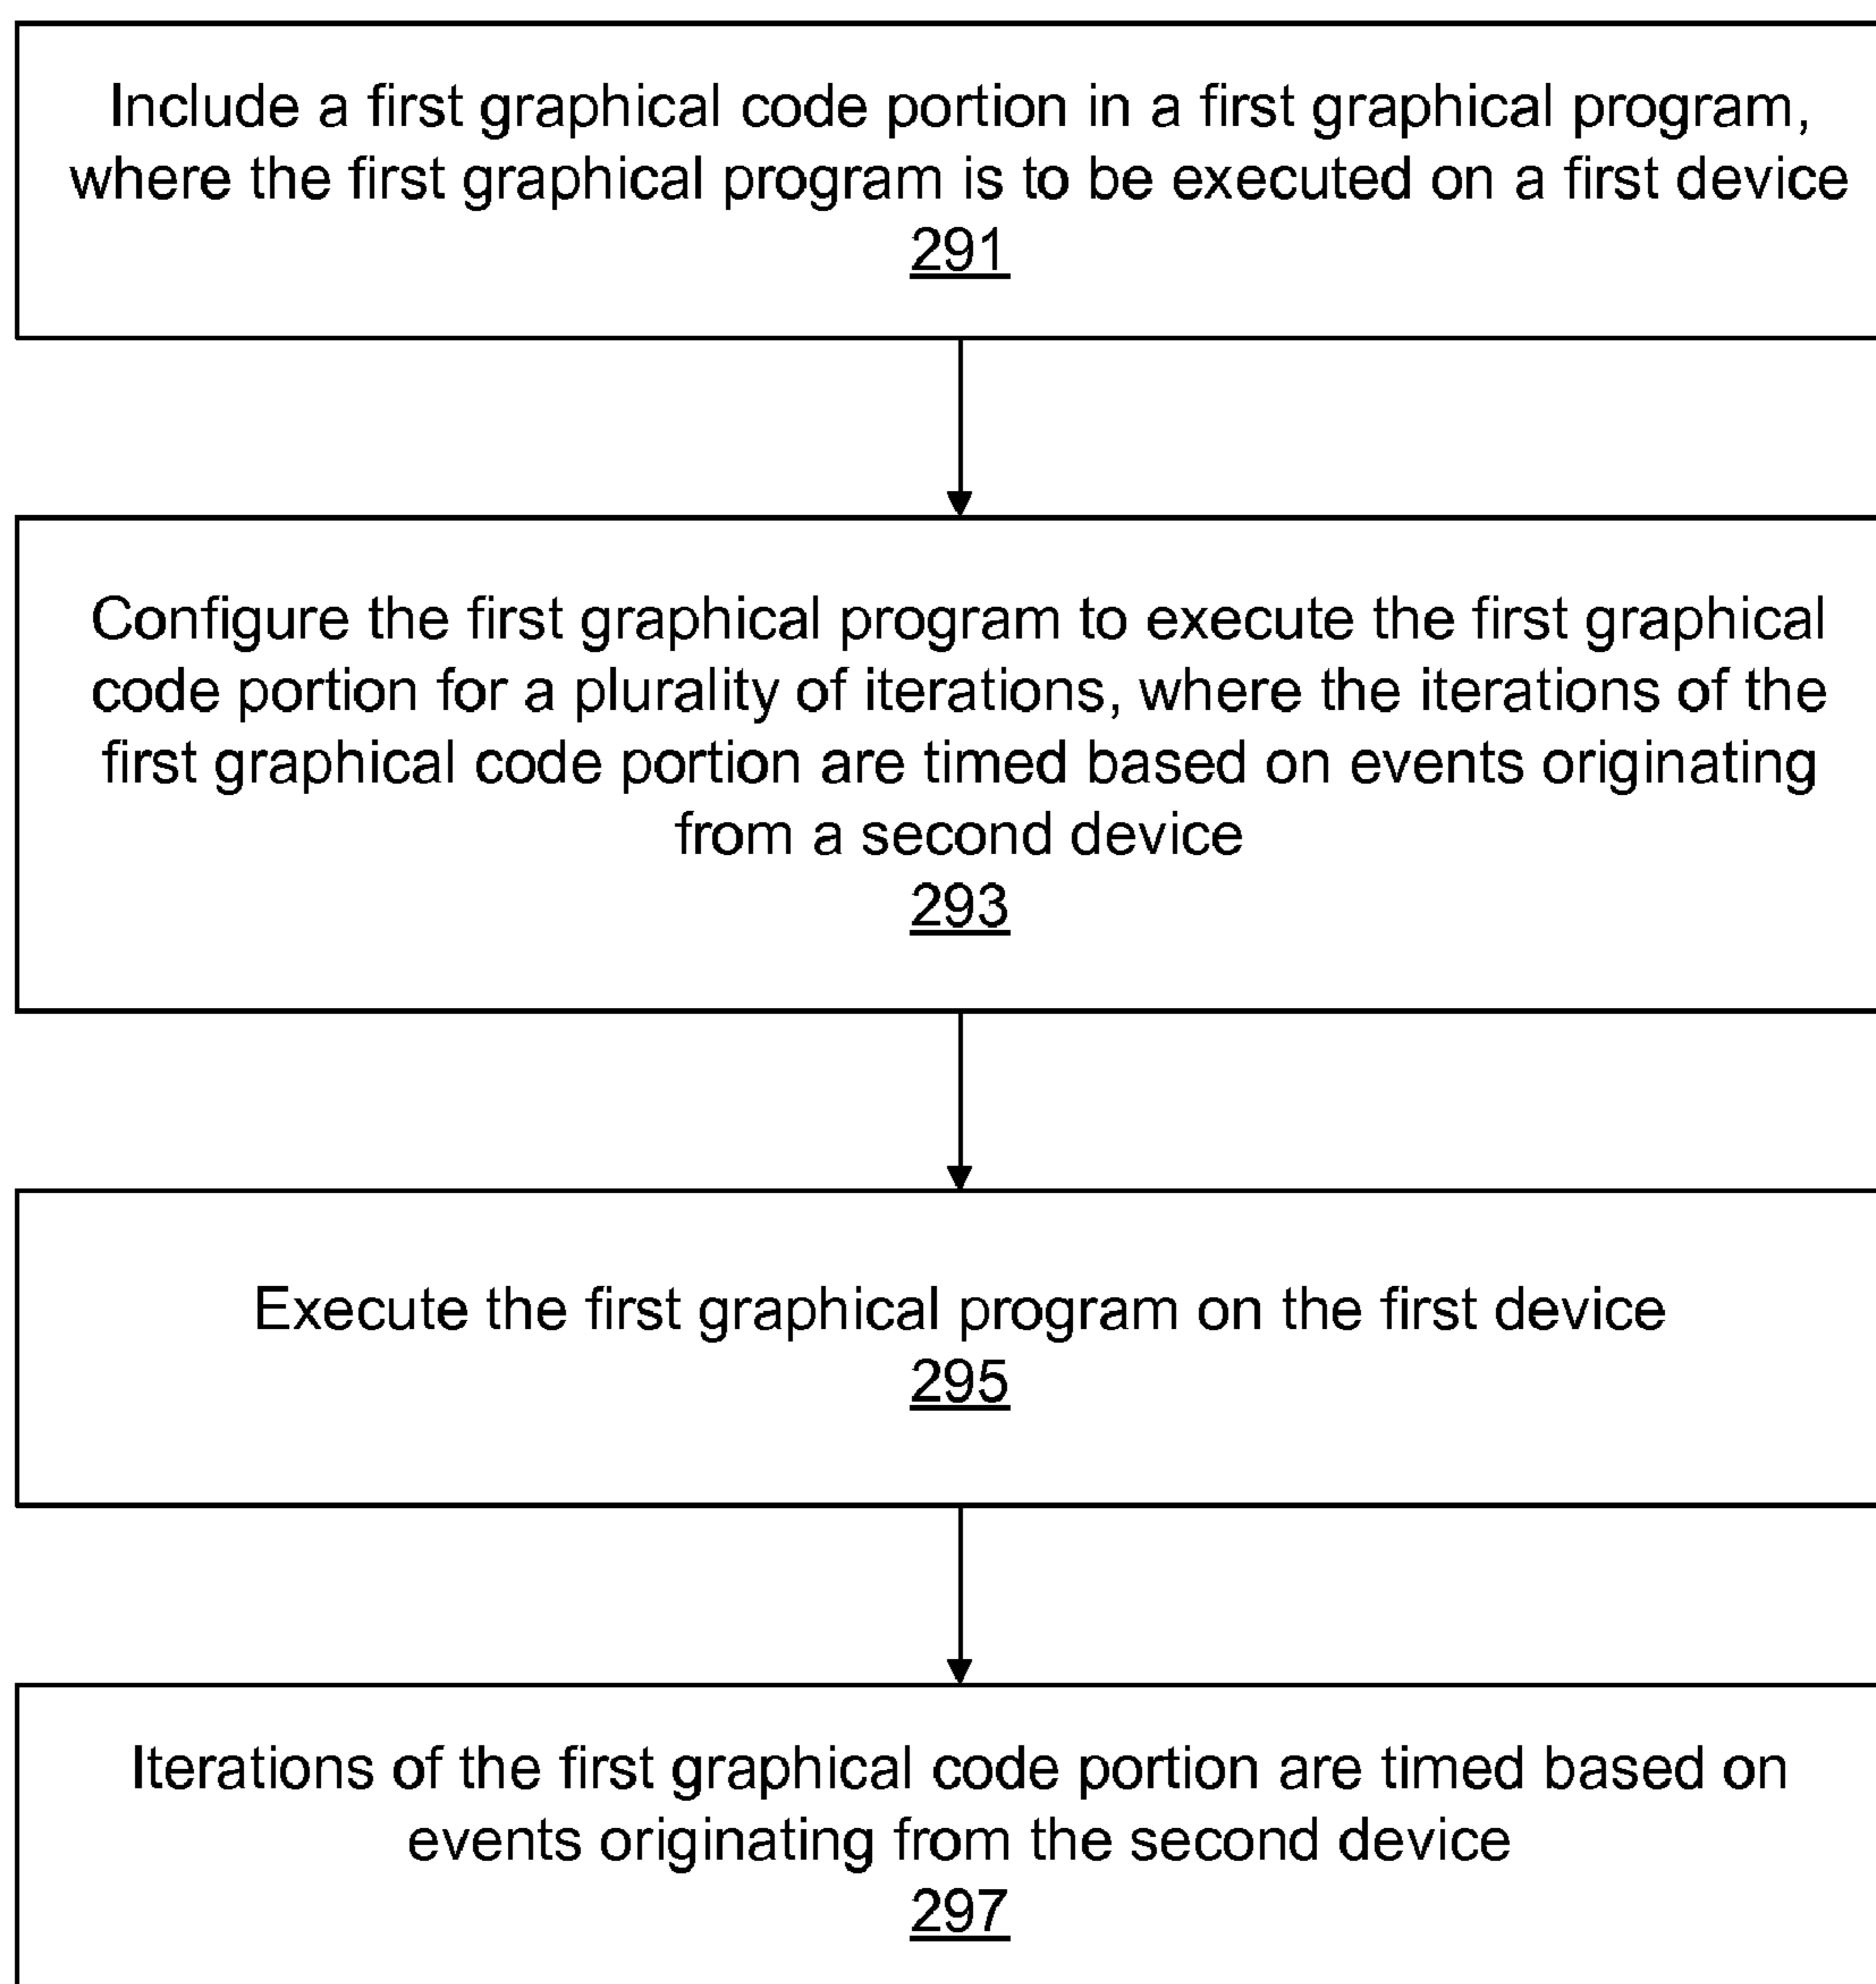 Include a first graphical code portion in a first graphical program,
where the first graphical program is to be executed on a first device
291
Configure the first graphical program to execute the first graphical
code portion for a plurality of iterations, where the iterations of the
first graphical code portion are timed based on events originating
from a second device
293
Execute the first graphical program on the first device
295
Iterations of the first graphical code portion are timed based on
events originating from the second device
297